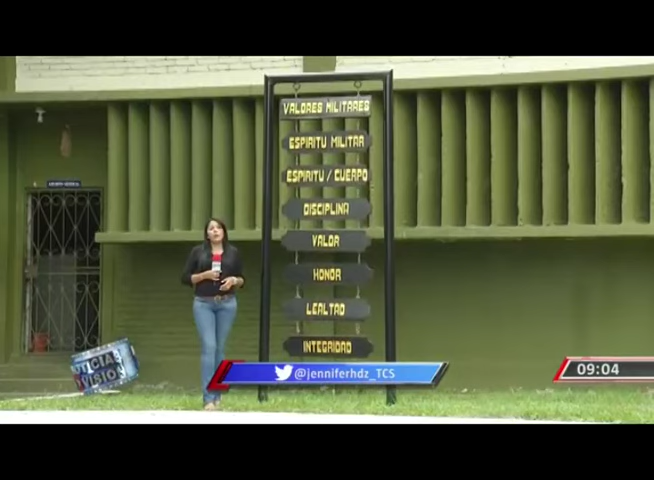 VALORES MILITARES
ESPIRITU MILITAR
ESPIRITU / CUERPO
DISCIPLINA
VALOR
HONOR
LEALTAD
INTEGRIDAD
@jenniferhdz_TCS
09:04